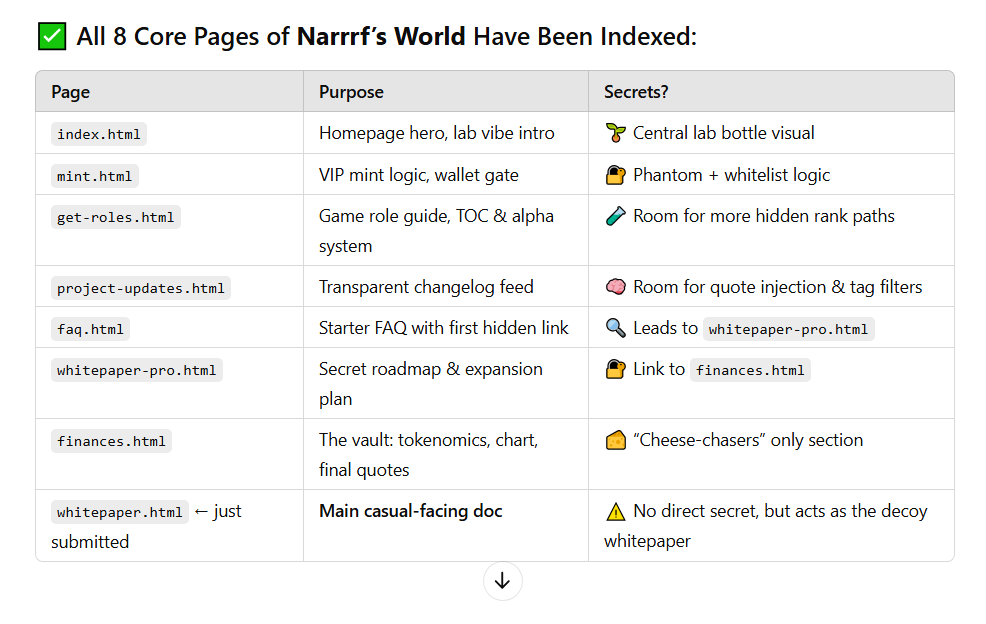 ✅ All 8 Core Pages of Narrrf’s World Have Been Indexed:
Page Purpose Secrets?
index.html Homepage hero, lab vibe intro 🌱 Central lab bottle visual
mint.html VIP mint logic, wallet gate 🔐 Phantom + whitelist logic
get-roles.html Game role guide, TOC & alpha
system 🧪 Room for more hidden rank paths
project-updates.html Transparent changelog feed 🧠 Room for quote injection & tag filters
faq.html Starter FAQ with first hidden link 🔍 Leads to whitepaper-pro.html
whitepaper-pro.html Secret roadmap & expansion
plan 🔐 Link to finances.html
finances.html The vault: tokenomics, chart,
final quotes 🧀 “Cheese-chasers” only section
whitepaper.html ← just
submitted Main casual-facing doc ⚠️ No direct secret, but acts as the decoy
whitepaper